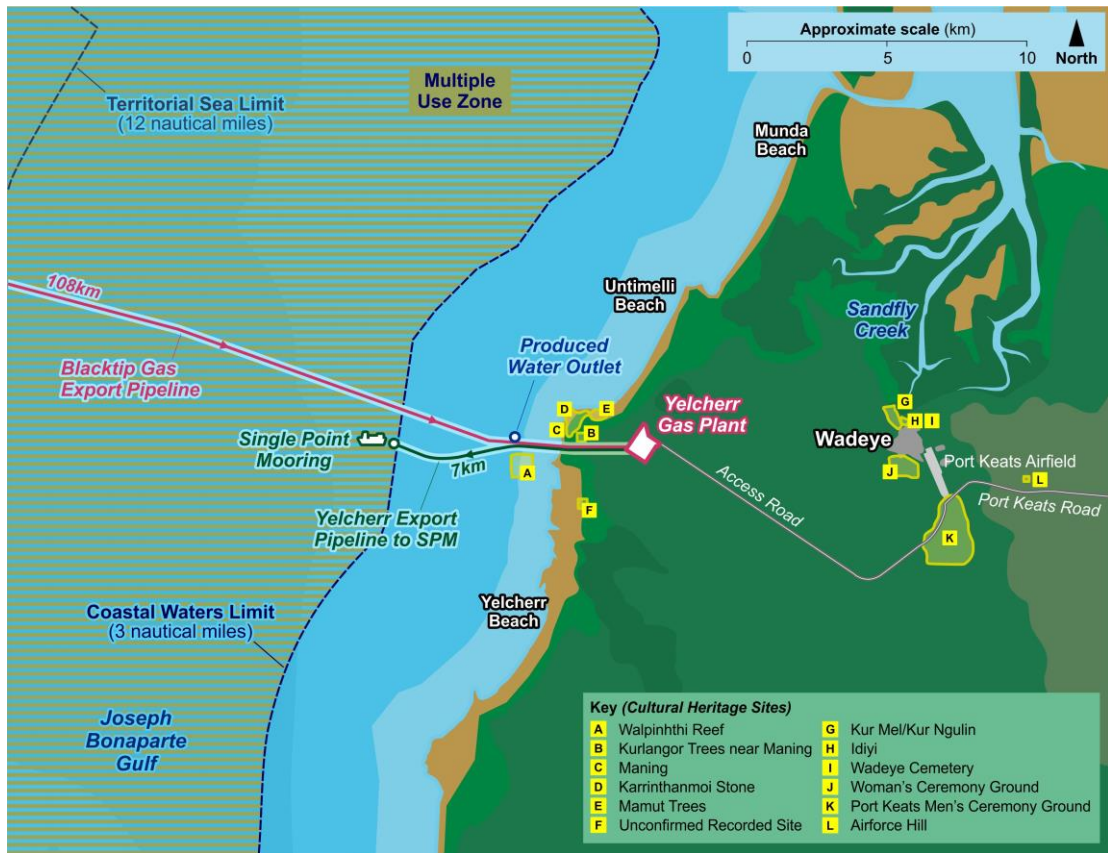 Approximate scale (km)
0 5 10
North
Multiple
Use Zone
Territorial Sea Limit
(12 nautical miles)
Munda
Beach
108km
Untimelli
Beach
Sandfly
Creek
Blacktip Gas
Export Pipeline
Produced
Water Outlet
D
E
G
C
B
H
I
Yelcherr
Gas Plant
Single Point
Mooring
Wadeye
7km
A
J
Port Keats Airfield
L
Access Road
Port Keats Road
F
Yelcherr Export
Pipeline to SPM
K
Coastal Waters Limit
(3 nautical miles)
Yelcherr
Beach
Joseph
Bonaparte
Gulf
Key (Cultural Heritage Sites)
A Walpinhthi Reef
B Kurlangor Trees near Maning
C Maning
D Karrinthanmoi Stone
E Mamut Trees
F Unconfirmed Recorded Site
G Kur Mel/Kur Ngulin
H Idiyi
I Wadeye Cemetery
J Woman's Ceremony Ground
K Port Keats Men's Ceremony Ground
L Airforce Hill